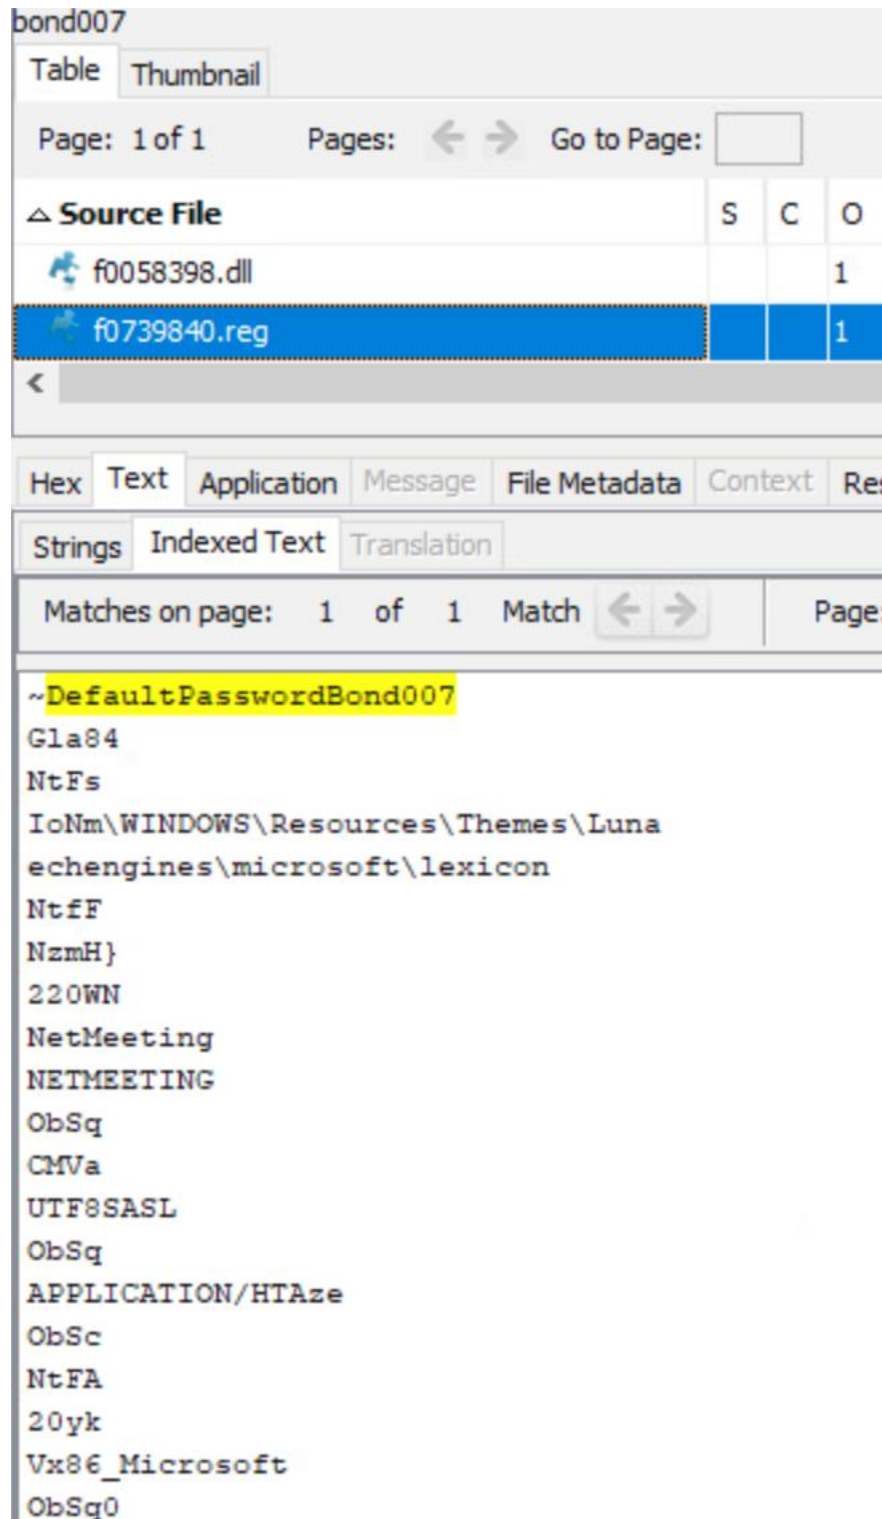 bond007
Table Thumbnail
Page: 1 of 1 Pages: Go to Page:
Source File S C O
f0058398.dll 1
f0739840.reg 1
Hex Text Application Message File Metadata Context Res
Strings Indexed Text Translation
Matches on page: 1 of 1 Match Page:
~DefaultPasswordBond007
Gla84
NtFs
IoNm\WINDOWS\Resources\Themes\Luna
echengines\microsoft\lexicon
NtfF
NzmH}
220WN
NetMeeting
NETMEETING
ObSq
CMVa
UTF8SASL
ObSq
APPLICATION/HTAze
ObSc
NtFA
20yk
Vx86_Microsoft
ObSq0